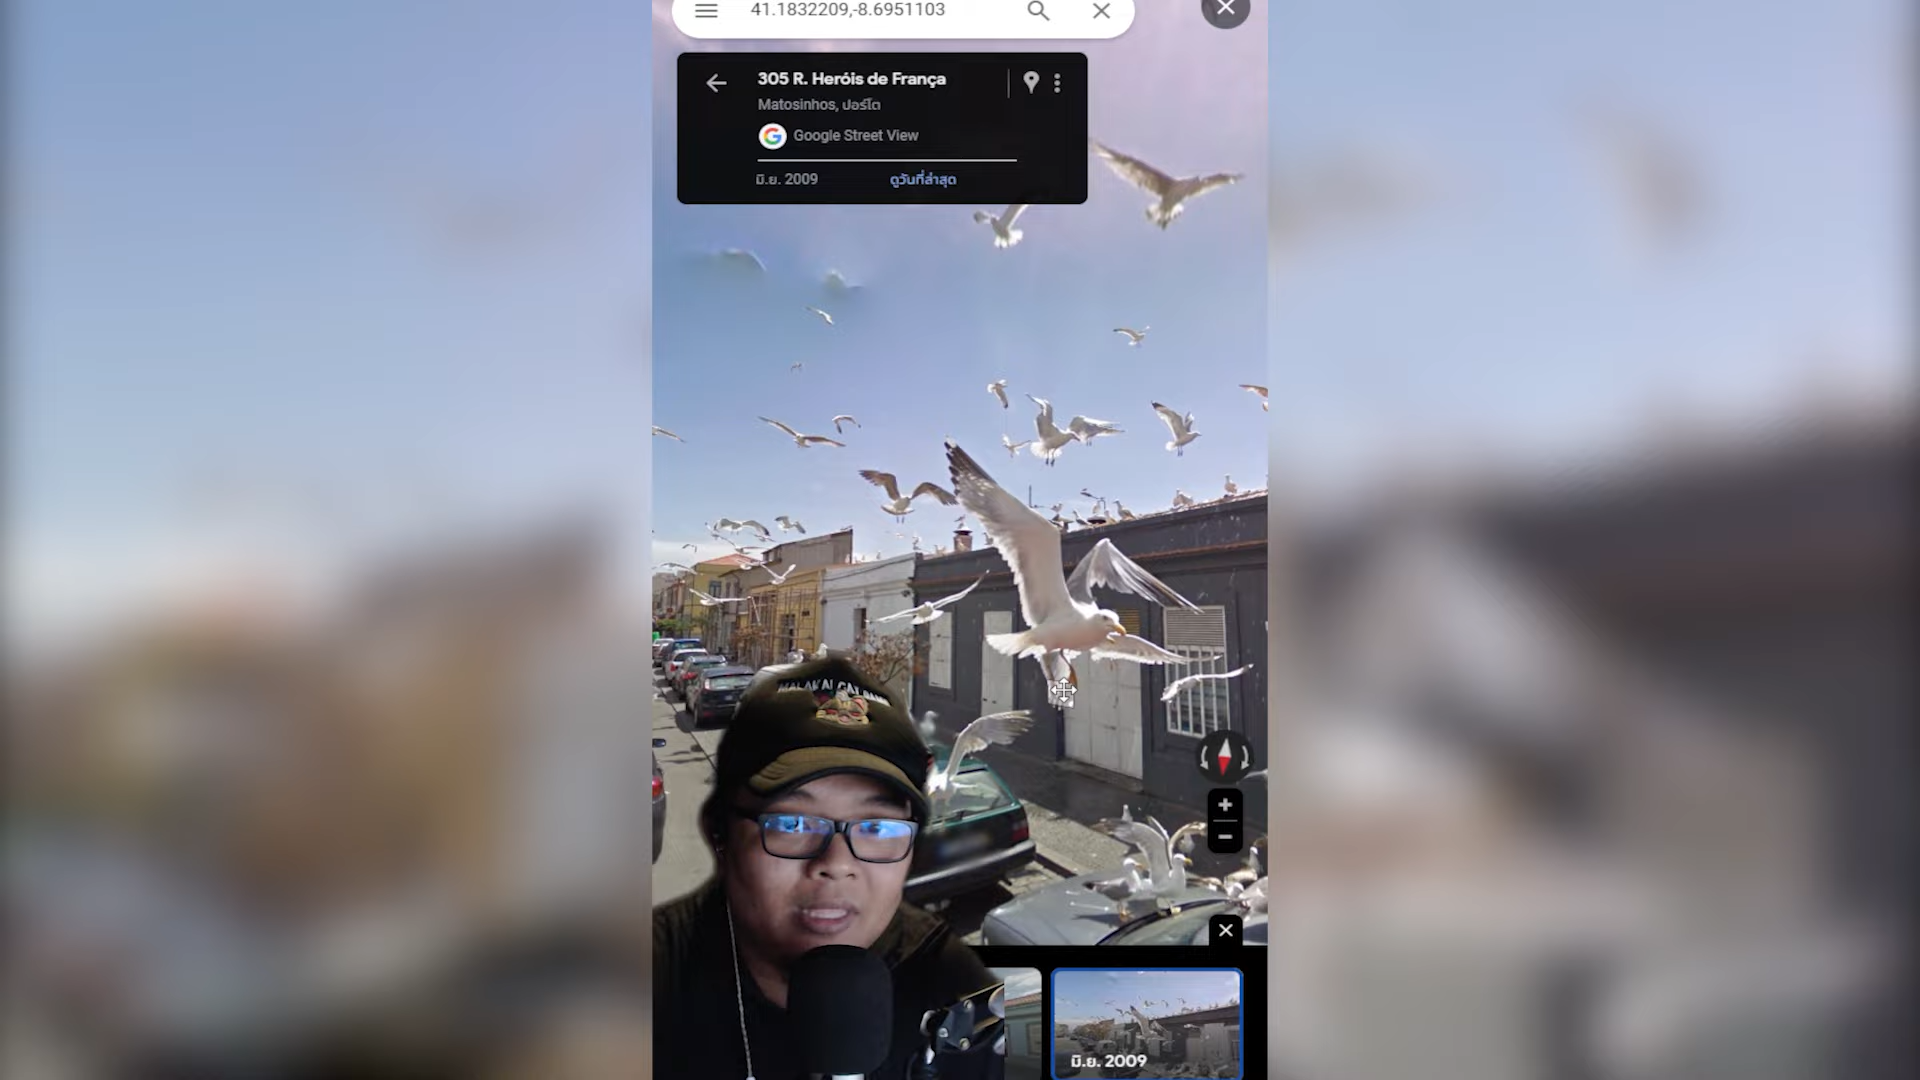 41.1832209,-8.6951103
305 R. Heróis de França
Matosinhos, ปอร์โต
Google Street View
มิ.ย. 2009
ดูวันที่ล่าสุด
มิ.ย. 2009